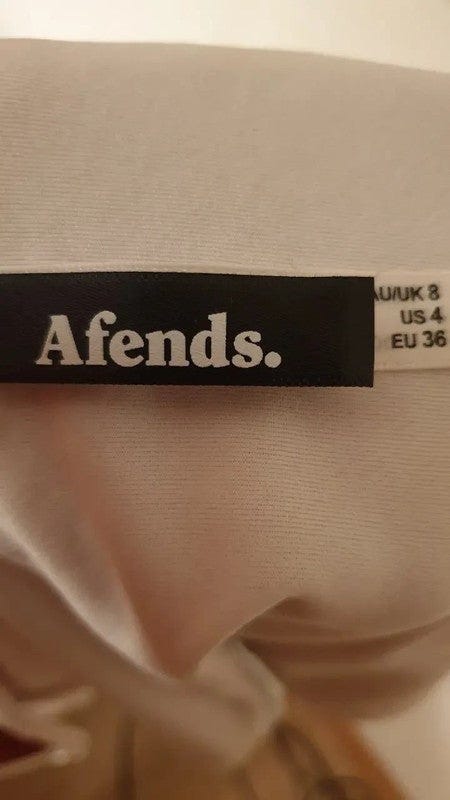 Afends.
AU/UK 8
US 4
EU 36